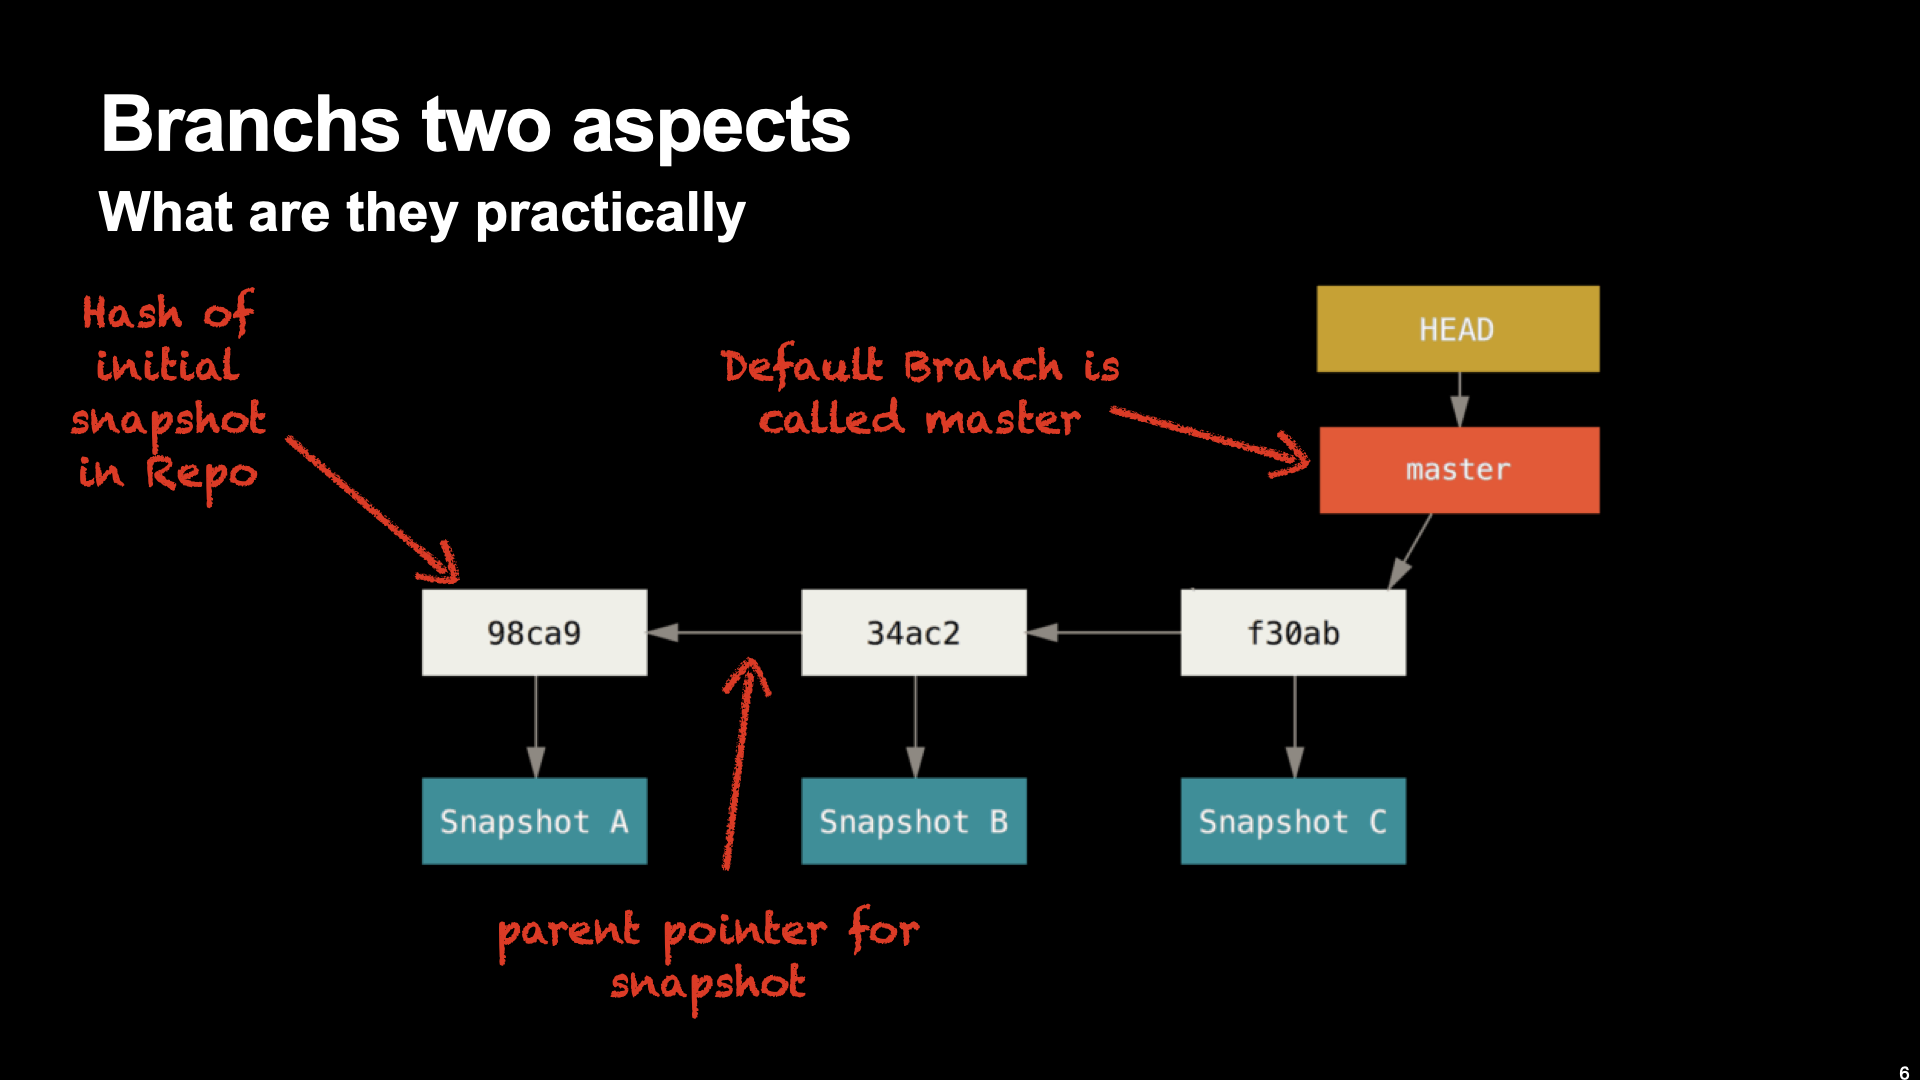 Branchs two aspects
What are they practically
Hash of
initial
snapshot
in Repo
Default Branch is
called master
HEAD
master
98ca9
34ac2
f30ab
Snapshot A
Snapshot B
Snapshot C
parent pointer for
snapshot
6